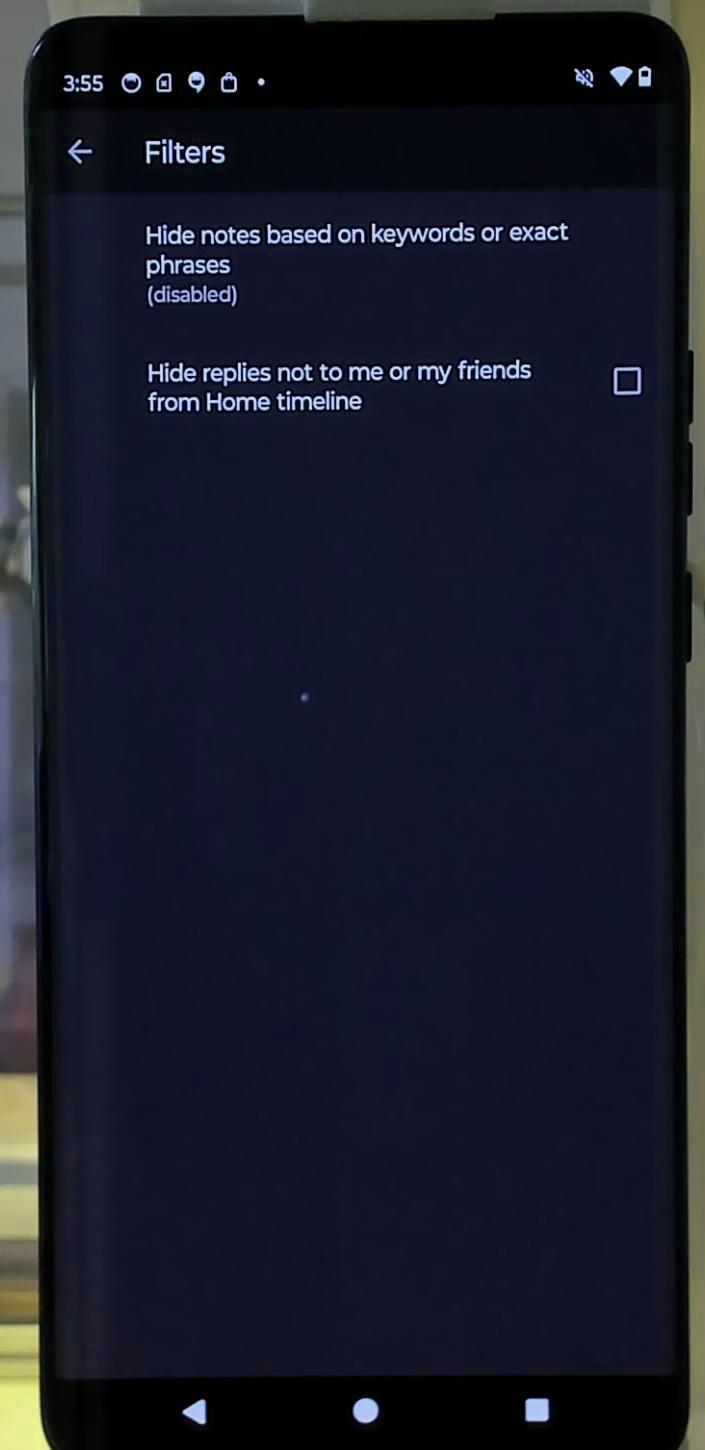 3:55
Filters
Hide notes based on keywords or exact
phrases
(disabled)
Hide replies not to me or my friends
from Home timeline